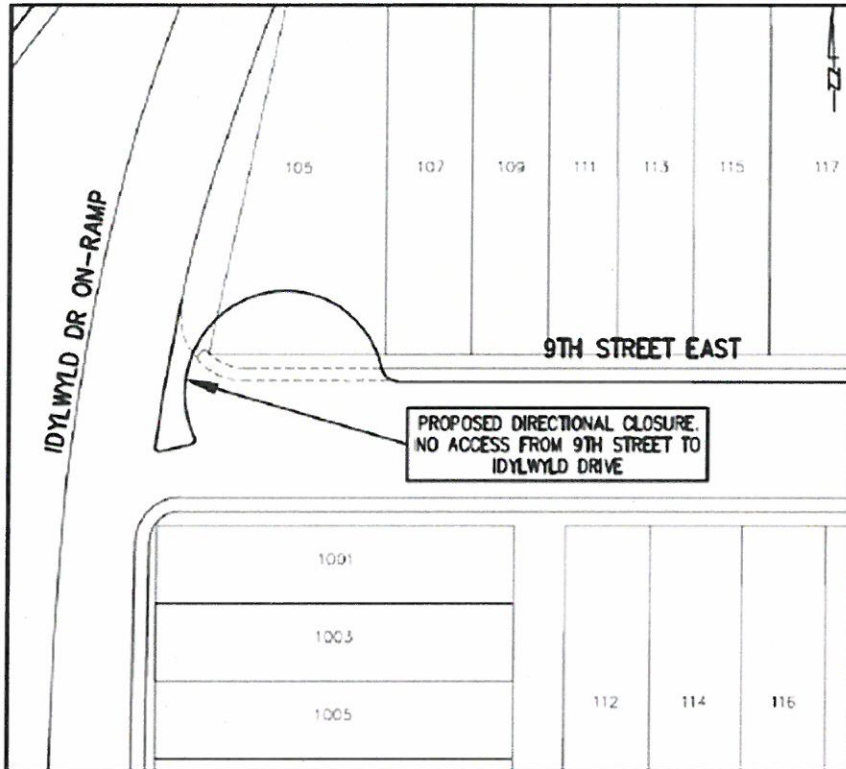 N
105
107
109
111
113
115
117
IDYLWYLD DR ON-RAMP
9TH STREET EAST
PROPOSED DIRECTIONAL CLOSURE.
NO ACCESS FROM 9TH STREET TO
IDYLWYLD DRIVE
1001
1003
1005
112
114
116